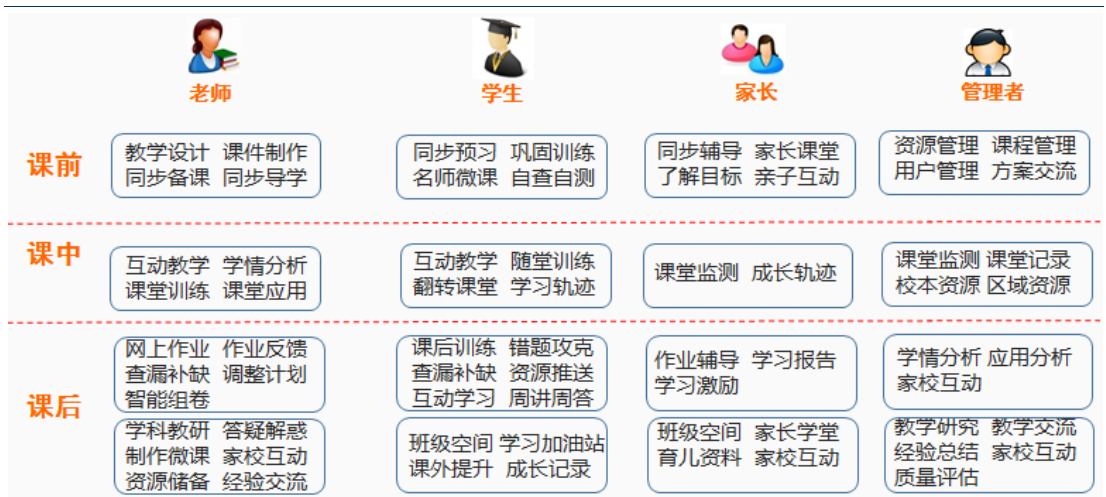 老师 学生 家长 管理者
课前
教学设计 课件制作
同步备课 同步导学
同步预习 巩固训练
名师微课 自查自测
同步辅导 家长课堂
了解目标 亲子互动
资源管理 课程管理
用户管理 方案交流
课中
互动教学 学情分析
课堂训练 课堂应用
互动教学 随堂训练
翻转课堂 学习轨迹
课堂监测 成长轨迹
课堂监测 课堂记录
校本资源 区域资源
课后
网上作业 作业反馈
查漏补缺 调整计划
智能组卷
课后训练 错题攻克
查漏补缺 资源推送
互动学习 周讲周答
作业辅导 学习报告
学习激励
学情分析 应用分析
家校互动
学科教研 答疑解惑
制作微课 家校互动
资源储备 经验交流
班级空间 学习加油站
课外提升 成长记录
班级空间 家长学堂
育儿资料 家校互动
教学研究 教学交流
经验总结 家校互动
质量评估